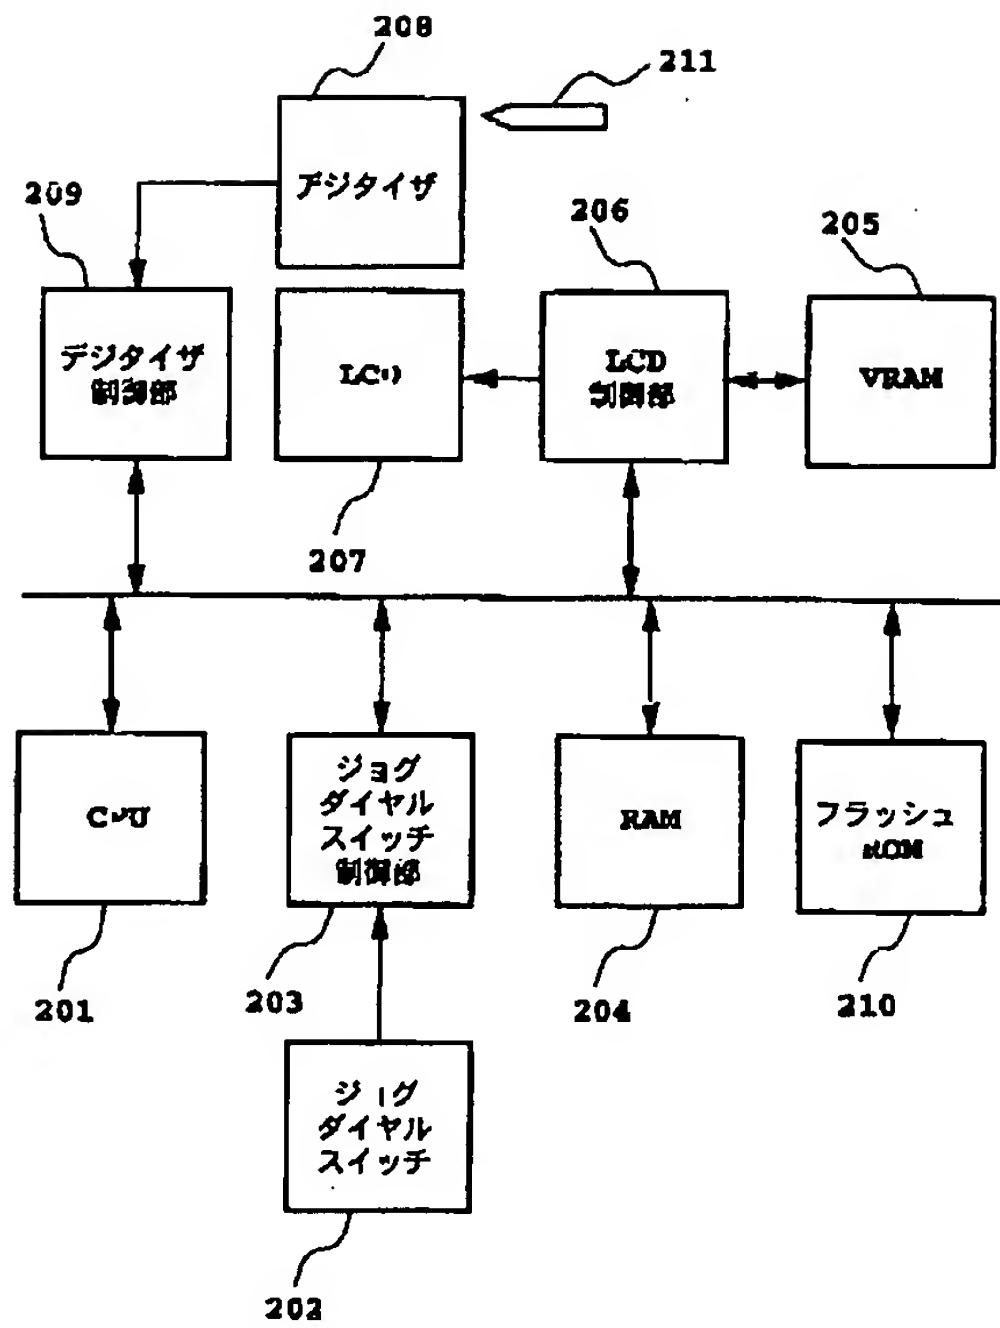 208
211
デジタイザ
209
206
205
デジタイザ
制御部
LCD
LCD
制御部
VRAM
207
CPU
ジョグ
ダイヤル
スイッチ
制御部
RAM
フラッシュ
ROM
201
203
204
210
ジョグ
ダイヤル
スイッチ
202